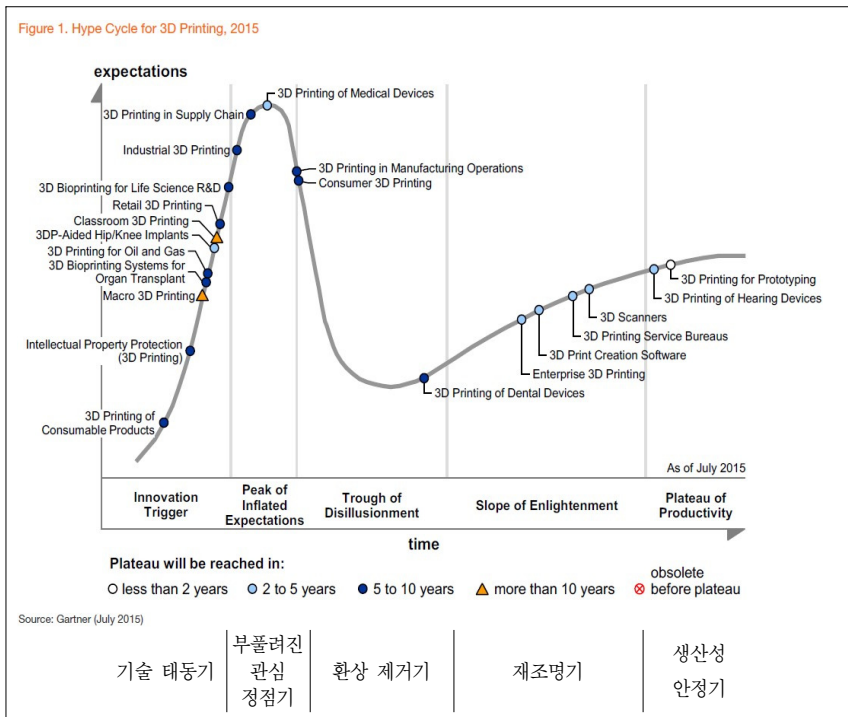 Figure 1. Hype Cycle for 3D Printing, 2015
expectations
3D Printing of Medical Devices
3D Printing in Supply Chain
Industrial 3D Printing
3D Printing in Manufacturing Operations
Consumer 3D Printing
3D Bioprinting for Life Science R&D
Retail 3D Printing
Classroom 3D Printing
3DP-Aided Hip/Knee Implants
3D Printing for Oil and Gas
3D Bioprinting Systems for
Organ Transplant
Macro 3D Printing
Intellectual Property Protection
(3D Printing)
3D Printing of
Consumable Products
3D Printing for Prototyping
3D Printing of Hearing Devices
3D Scanners
3D Printing Service Bureaus
3D Print Creation Software
Enterprise 3D Printing
3D Printing of Dental Devices
As of July 2015
Innovation
Trigger
Peak of
Inflated
Expectations
Trough of
Disillusionment
Slope of Enlightenment
Plateau of
Productivity
time
Plateau will be reached in:
less than 2 years
2 to 5 years
5 to 10 years
more than 10 years
obsolete
before plateau
Source: Gartner (July 2015)
기술 태동기
부풀려진
관심
정점기
환상 제거기
재조명기
생산성
안정기